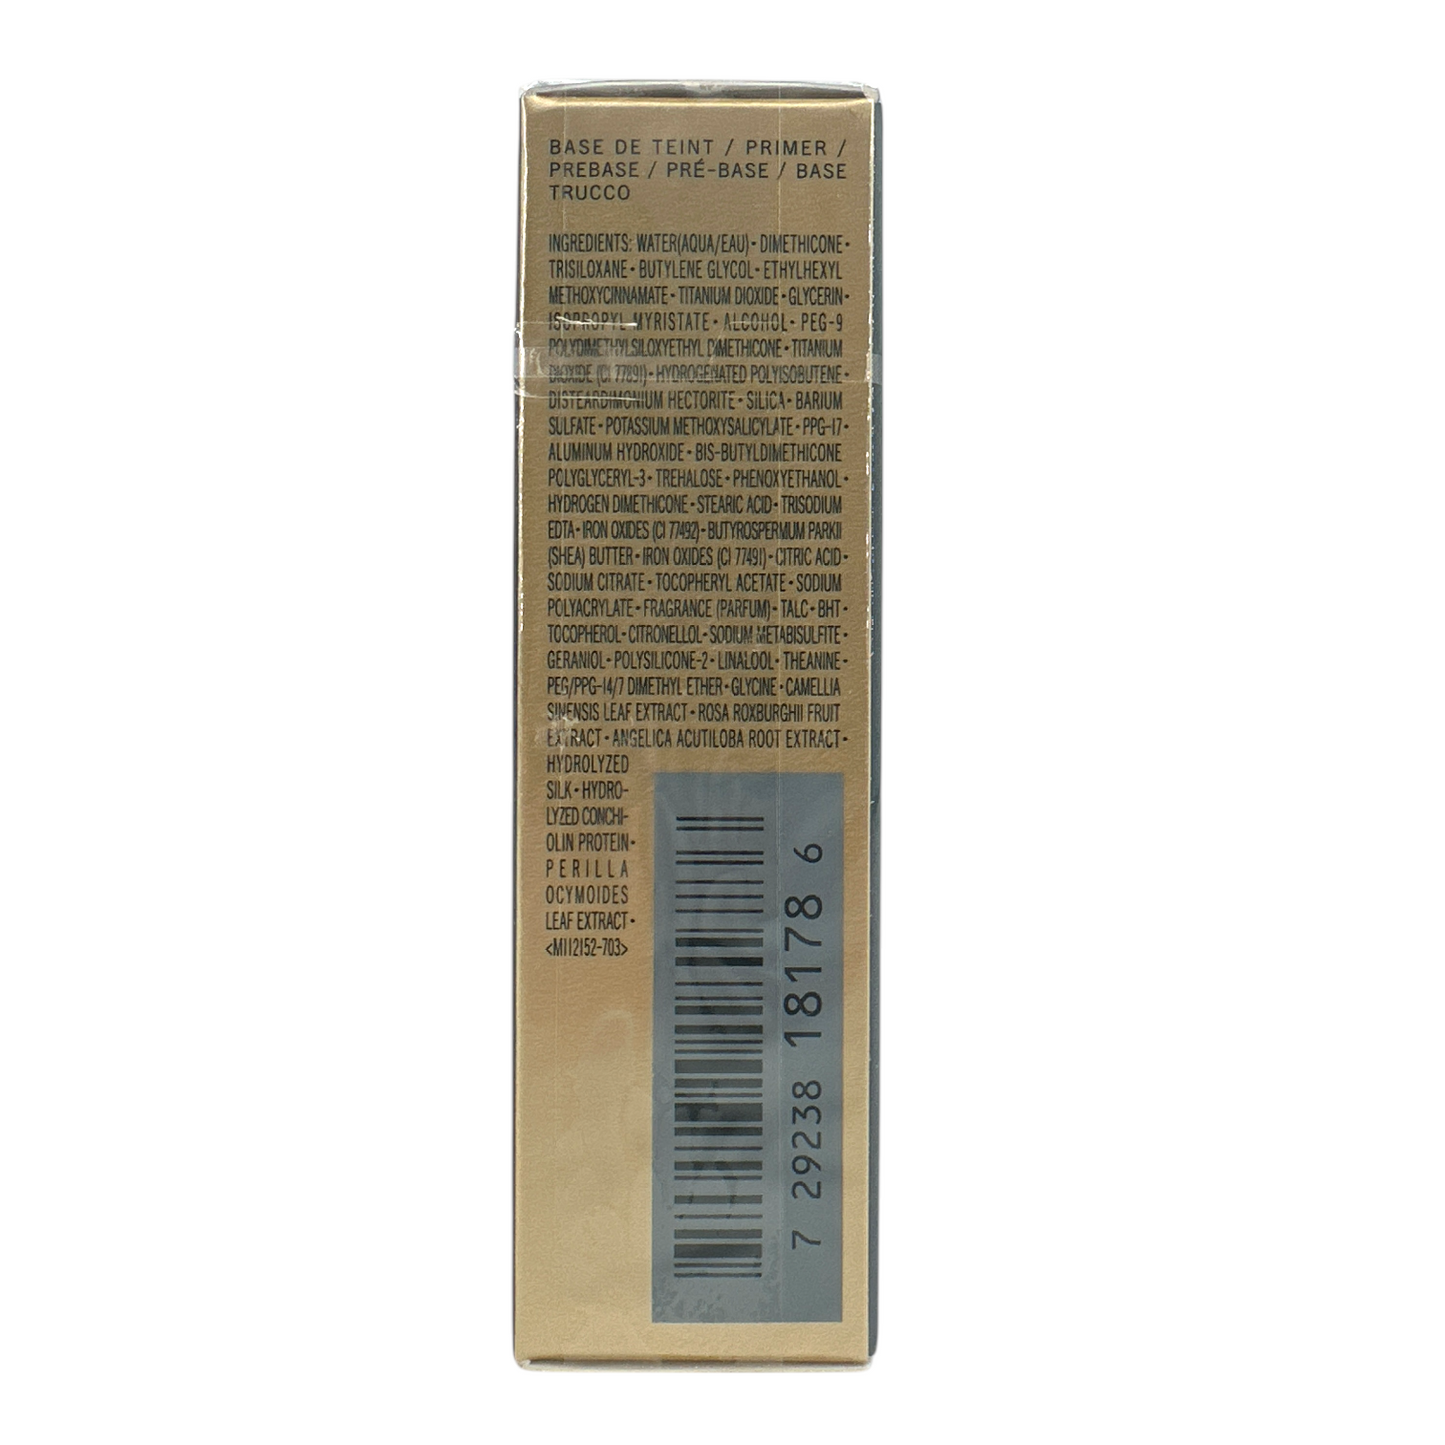 BASE DE TEINT / PRIMER /
PREBASE / PRÉ-BASE / BASE
TRUCCO
INGREDIENTS: WATER(AQUA/EAU)• DIMETHICONE•
TRISILOXANE• BUTYLENE GLYCOL• ETHYLHEXYL
METHOXYCINNAMATE• TITANIUM DIOXIDE• GLYCERIN•
ISOPROPYL MYRISTATE• ALCOHOL• PEG-9
POLYDIMETHYLSILOXYETHYL DIMETHICONE• TITANIUM
DIOXIDE (CI 77891)• HYDROGENATED POLYISOBUTENE•
DISTEARDIMONIUM HECTORITE• SILICA• BARIUM
SULFATE• POTASSIUM METHOXYSALICYLATE• PPG-17•
ALUMINUM HYDROXIDE• BIS-BUTYLDIMETHICONE
POLYGLYCERYL-3• TREHALOSE• PHENOXYETHANOL•
HYDROGEN DIMETHICONE• STEARIC ACID• TRISODIUM
EDTA• IRON OXIDES (CI 77492)• BUTYROSPERMUM PARKII
(SHEA) BUTTER• IRON OXIDES (CI 77491)• CITRIC ACID•
SODIUM CITRATE• TOCOPHERYL ACETATE• SODIUM
POLYACRYLATE• FRAGRANCE (PARFUM)• TALC• BHT•
TOCOPHEROL• CITRONELLOL• SODIUM METABISULFITE•
GERANIOL• POLYSILICONE-2• LINALOOL• THEANINE•
PEG/PPG-14/7 DIMETHYL ETHER• GLYCINE• CAMELLIA
SINENSIS LEAF EXTRACT• ROSA ROXBURGHII FRUIT
EXTRACT• ANGELICA ACUTILOBA ROOT EXTRACT•
HYDROLYZED
SILK• HYDRO-
LYZED CONCHI-
OLIN PROTEIN•
PERILLA
OCYMOIDES
LEAF EXTRACT•
<M112152-703>
7 29238 18178 6